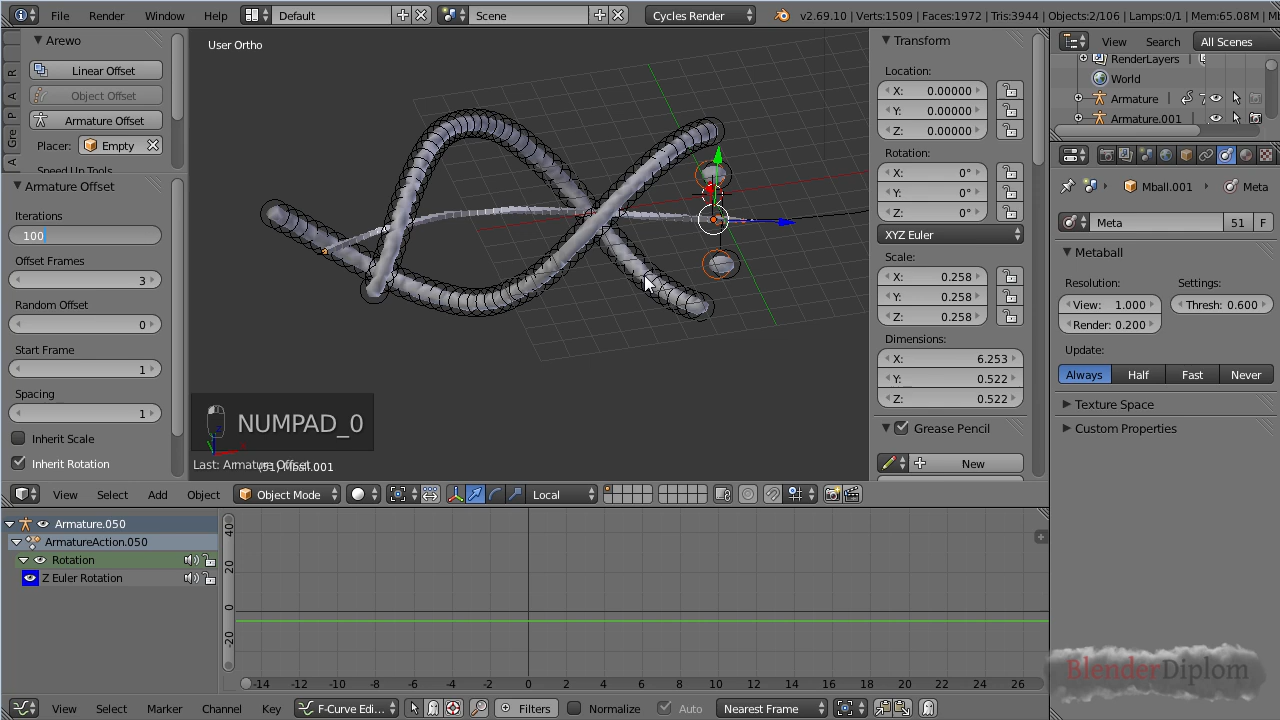 File
Render
Window
Help
Default
Scene
Cycles Render
v2.69.10 | Verts:1509 | Faces:1972 | Tris:3944 | Objects:2/106 | Lamps:0/1 | Mem:65.08M
R
A
P
Gre
A
Arewo
Linear Offset
Object Offset
Armature Offset
Placer:
Empty
Speed Up Tools
Armature Offset
Iterations
100
Offset Frames
3
Random Offset
0
Start Frame
1
Spacing
1
Inherit Scale
Inherit Rotation
User Ortho
NUMPAD_0
Last: Armature Offset
Transform
Location:
X: 0.00000
Y: 0.00000
Z: 0.00000
Rotation:
X: 0°
Y: 0°
Z: 0°
XYZ Euler
Scale:
X: 0.258
Y: 0.258
Z: 0.258
Dimensions:
X: 6.253
Y: 0.522
Z: 0.522
Grease Pencil
New
View
Search
All Scenes
RenderLayers
World
Armature
Armature.001
Mball.001
Meta
Meta
51
F
Metaball
Resolution:
Settings:
View: 1.000
Thresh: 0.600
Render: 0.200
Update:
Always
Half
Fast
Never
Texture Space
Custom Properties
View
Select
Add
Object
Object Mode
Local
Armature.050
ArmatureAction.050
Rotation
Z Euler Rotation
40
20
0
-20
-14 -12 -10 -8 -6 -4 -2 0 2 4 6 8 10 12 14 16 18 20 22 24 26
View
Select
Marker
Channel
Key
F-Curve Edi...
Filters
Normalize
Auto
Nearest Frame
BlenderDiplom